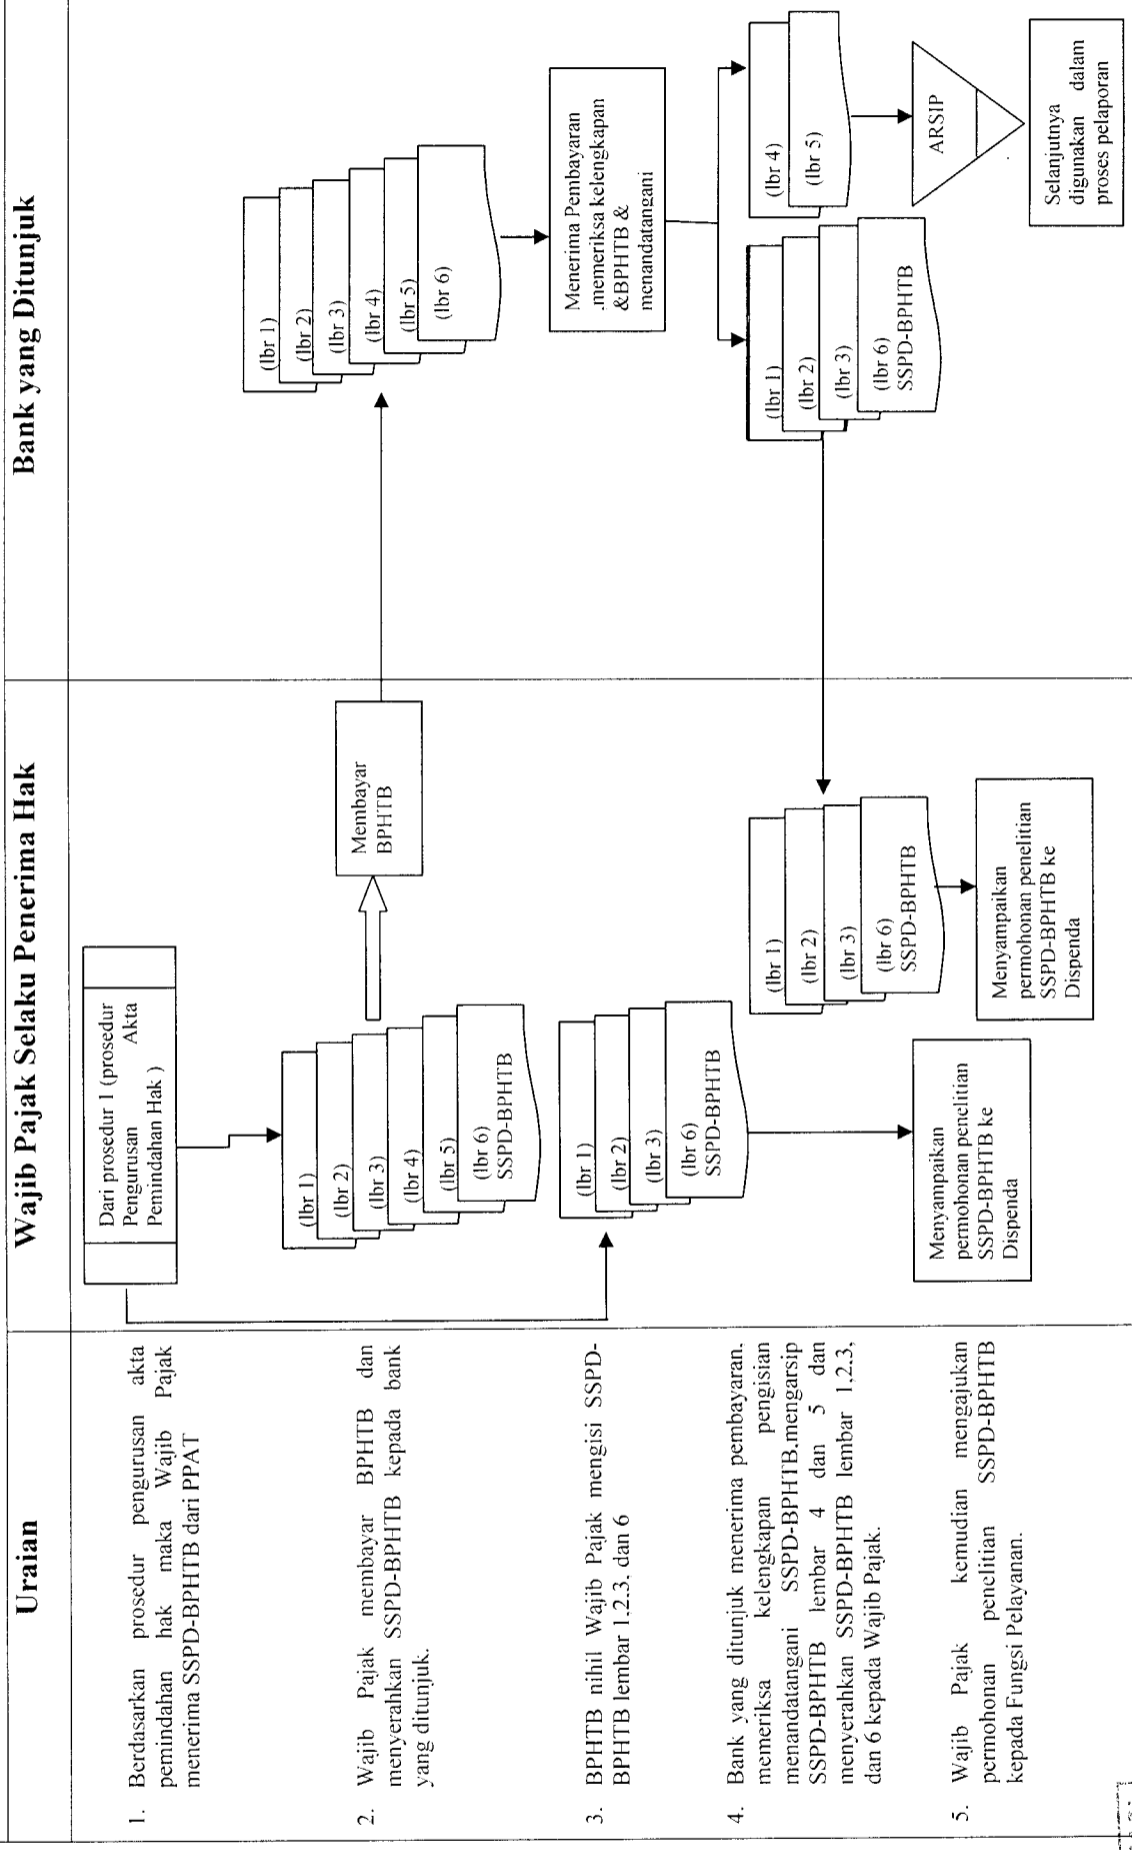 Uraian
Wajib Pajak Selaku Penerima Hak
Bank yang Ditunjuk
1. Berdasarkan prosedur pengurusan akta
pemindahan hak maka Wajib Pajak
menerima SSPD-BPHTB dari PPAT
2. Wajib Pajak membayar BPHTB dan
menyerahkan SSPD-BPHTB kepada bank
yang ditunjuk.
3. BPHTB nihil Wajib Pajak mengisi SSPD-
BPHTB lembar 1,2,3, dan 6
4. Bank yang ditunjuk menerima pembayaran,
memeriksa kelengkapan pengisian
menandatangani SSPD-BPHTB,mengarsip
SSPD-BPHTB lembar 4 dan 5 dan
menyerahkan SSPD-BPHTB lembar 1,2,3,
dan 6 kepada Wajib Pajak.
5. Wajib Pajak kemudian mengajukan
permohonan penelitian SSPD-BPHTB
kepada Fungsi Pelayanan.
Dari prosedur 1 (prosedur
Pengurusan Akta
Pemindahan Hak )
(lbr 1)
(lbr 2)
(lbr 3)
(lbr 4)
(lbr 5)
(lbr 6)
SSPD-BPHTB
Membayar
BPHTB
(lbr 1)
(lbr 2)
(lbr 3)
(lbr 6)
SSPD-BPHTB
Menyampaikan
permohonan penelitian
SSPD-BPHTB ke
Dispenda
(lbr 1)
(lbr 2)
(lbr 3)
(lbr 6)
SSPD-BPHTB
Menyampaikan
permohonan penelitian
SSPD-BPHTB ke
Dispenda
(lbr 1)
(lbr 2)
(lbr 3)
(lbr 4)
(lbr 5)
(lbr 6)
Menerima Pembayaran
,memeriksa kelengkapan
&BPHTB &
menandatangani
(lbr 1)
(lbr 2)
(lbr 3)
(lbr 6)
SSPD-BPHTB
(lbr 4)
(lbr 5)
ARSIP
Selanjutnya
digunakan dalam
proses pelaporan